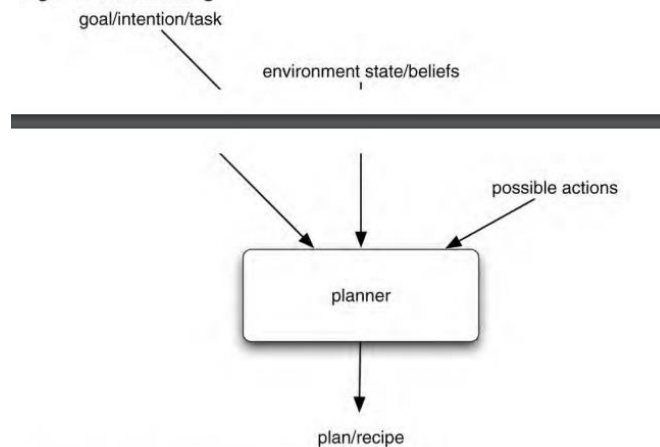 goal/intention/task
environment state/beliefs
possible actions
planner
plan/recipe